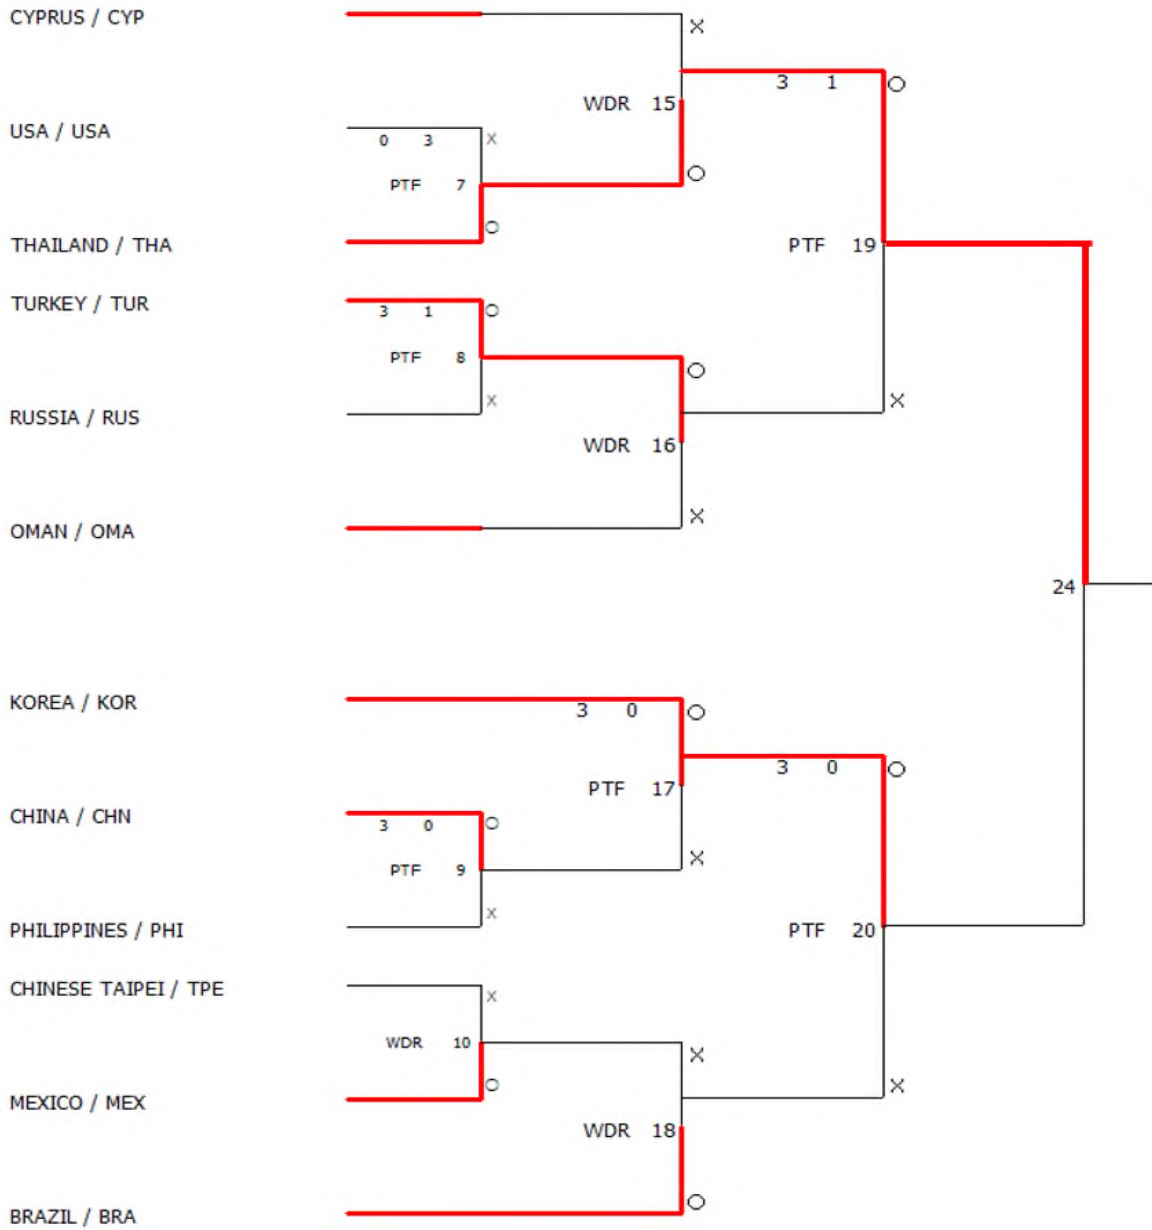 CYPRUS / CYP
X
3 1 O
WDR 15
USA / USA
0 3 X
PTF 7
O
O
THAILAND / THA
PTF 19
TURKEY / TUR
3 1 O
PTF 8
O
X
X
RUSSIA / RUS
WDR 16
X
OMAN / OMA
24
KOREA / KOR
3 0 O
3 0 O
PTF 17
CHINA / CHN
3 0 O
X
PTF 9
X
PHILIPPINES / PHI
PTF 20
CHINESE TAIPEI / TPE
X
WDR 10
X
O
X
MEXICO / MEX
WDR 18
O
BRAZIL / BRA